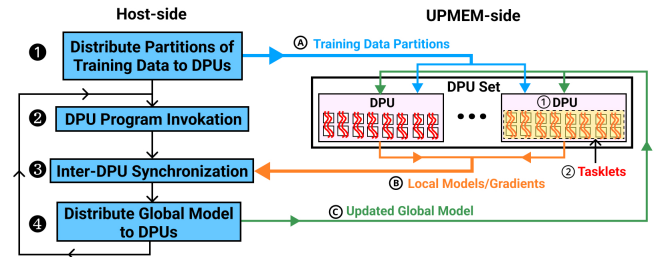 Host-side
UPMEM-side
❶ Distribute Partitions of
Training Data to DPUs
Ⓐ Training Data Partitions
DPU Set
DPU
① DPU
❷ DPU Program Invokation
❸ Inter-DPU Synchronization
② Tasklets
Ⓑ Local Models/Gradients
❹ Distribute Global Model
to DPUs
Ⓒ Updated Global Model